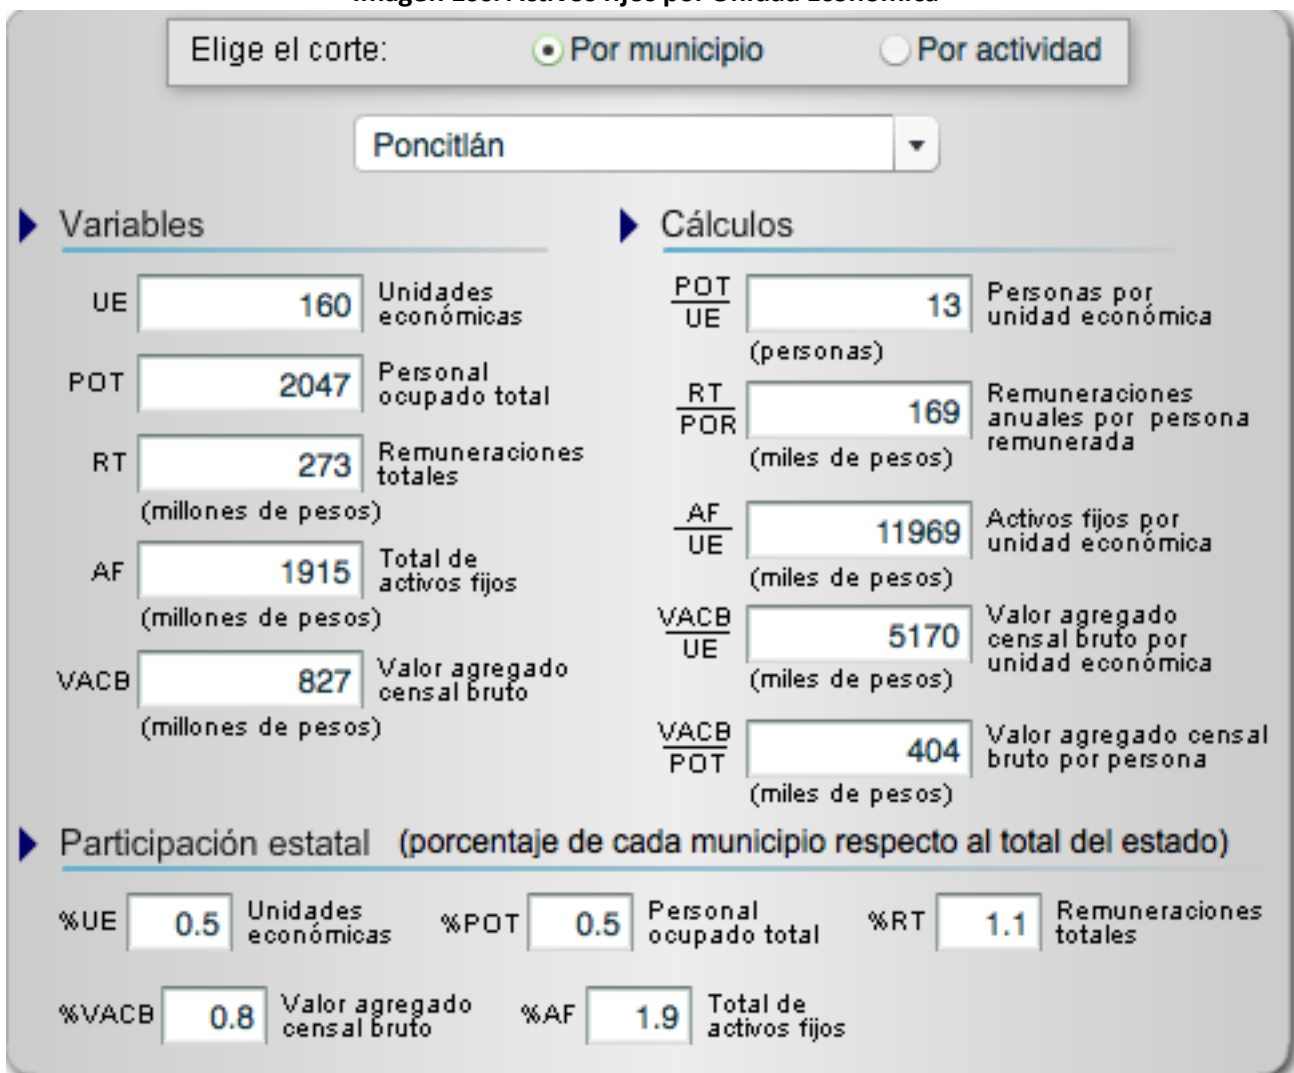 Elige el corte: Por municipio Por actividad
Poncitlán
Variables
UE 160 Unidades
económicas
POT 2047 Personal
ocupado total
RT 273 Remuneraciones
totales
(millones de pesos)
AF 1915 Total de
activos fijos
(millones de pesos)
VACB 827 Valor agregado
censal bruto
(millones de pesos)
Cálculos
POT
UE
13 Personas por
unidad económica
(personas)
RT
POR
169 Remuneraciones
anuales por persona
remunerada
(miles de pesos)
AF
UE
11969 Activos fijos por
unidad económica
(miles de pesos)
VACB
UE
5170 Valor agregado
censal bruto por
unidad económica
(miles de pesos)
VACB
POT
404 Valor agregado censal
bruto por persona
(miles de pesos)
Participación estatal (porcentaje de cada municipio respecto al total del estado)
%UE 0.5 Unidades
económicas
%POT 0.5 Personal
ocupado total
%RT 1.1 Remuneraciones
totales
%VACB 0.8 Valor agregado
censal bruto
%AF 1.9 Total de
activos fijos